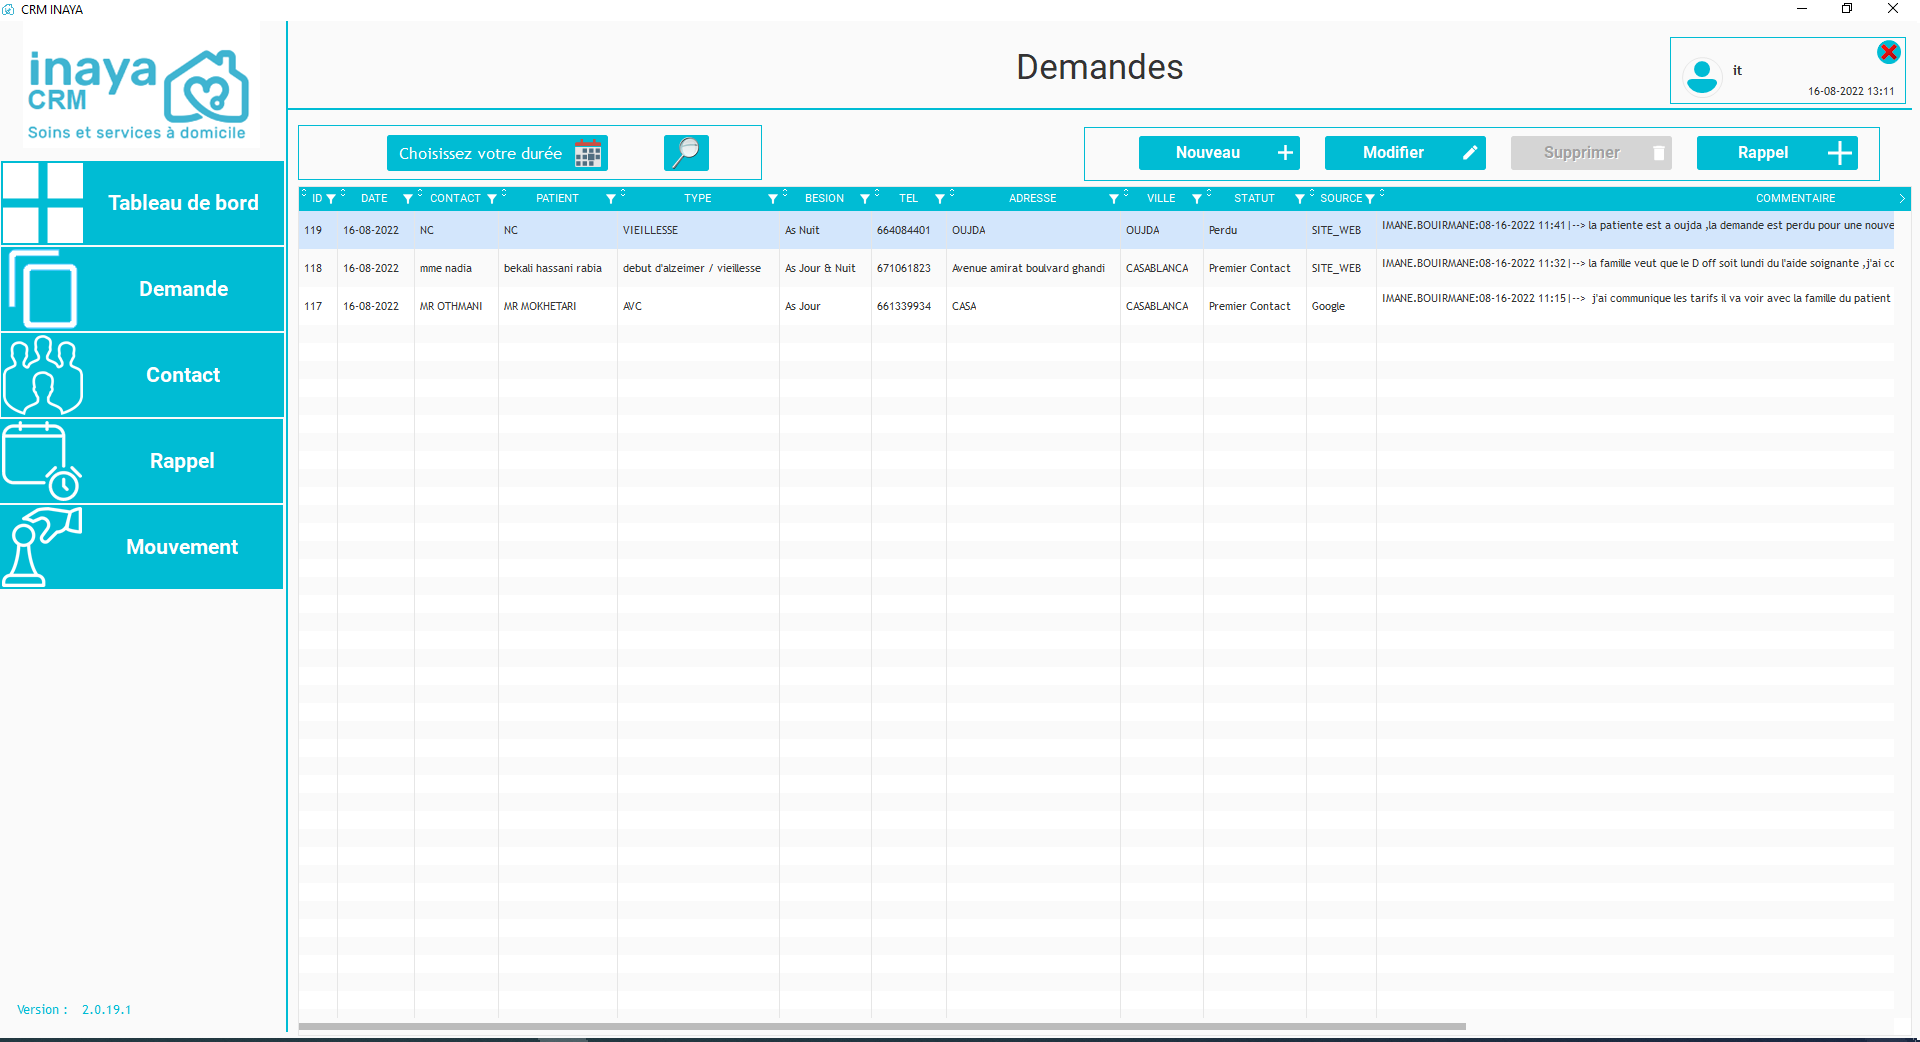 CRM INAYA
inaya
CRM
Soins et services à domicile
Demandes
it
16-08-2022 13:11
Choisissez votre durée
Nouveau
Modifier
Supprimer
Rappel
Tableau de bord
Demande
Contact
Rappel
Mouvement
ID DATE CONTACT PATIENT TYPE BESION TEL ADRESSE VILLE STATUT SOURCE COMMENTAIRE
119 16-08-2022 NC NC VIEILLESSE As Nuit 664084401 OUJDA OUJDA Perdu SITE_WEB IMANE.BOUIRMANE:08-16-2022 11:41|--> la patiente est a oujda ,la demande est perdu pour une nouve
118 16-08-2022 mme nadia bekali hassani rabia debut d'alzeimer / vieillesse As Jour & Nuit 671061823 Avenue amirat boulvard ghandi CASABLANCA Premier Contact SITE_WEB IMANE.BOUIRMANE:08-16-2022 11:32|--> la famille veut que le D off soit lundi du l'aide soignante ,j'ai cc
117 16-08-2022 MR OTHMANI MR MOKHETARI AVC As Jour 661339934 CASA CASABLANCA Premier Contact Google IMANE.BOUIRMANE:08-16-2022 11:15|--> j'ai communique les tarifs il va voir avec la famille du patient
Version : 2.0.19.1